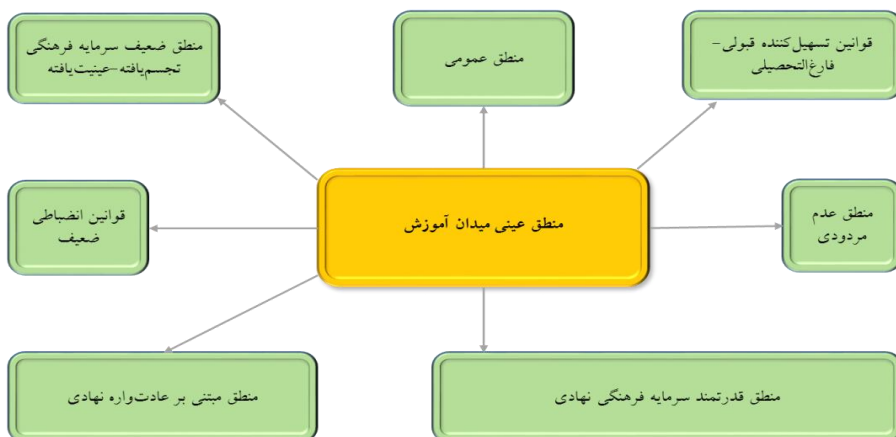 قوانین تسهیل‌کننده قبولی-
فارغ‌التحصیلی
منطق عمومی
منطق ضعیف سرمایه فرهنگی
تجسم‌یافته-عینیت‌یافته
منطق عدم
مردودی
منطق عینی میدان آموزش
قوانین انضباطی
ضعیف
منطق قدرتمند سرمایه فرهنگی نهادی
منطق مبتنی بر عادت‌واره نهادی